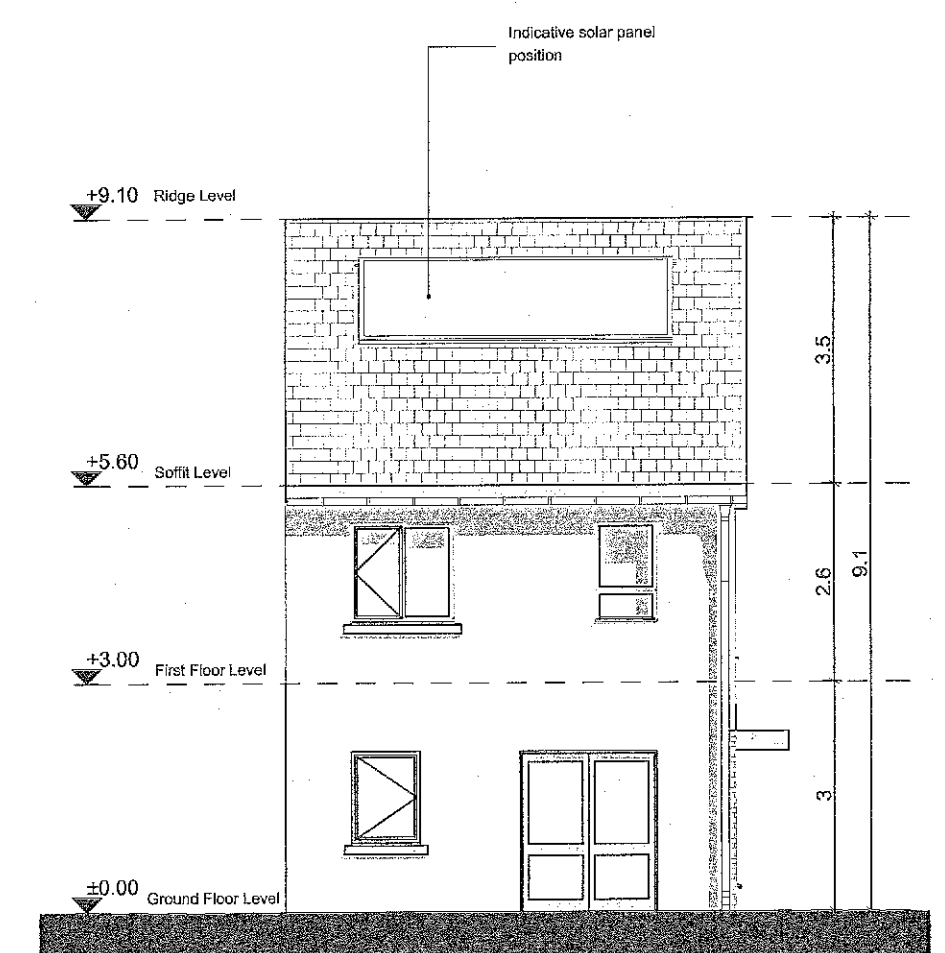 Indicative solar panel
position
+9.10 Ridge Level
3.5
+5.60 Soffit Level
2.6
9.1
+3.00 First Floor Level
3
±0.00 Ground Floor Level